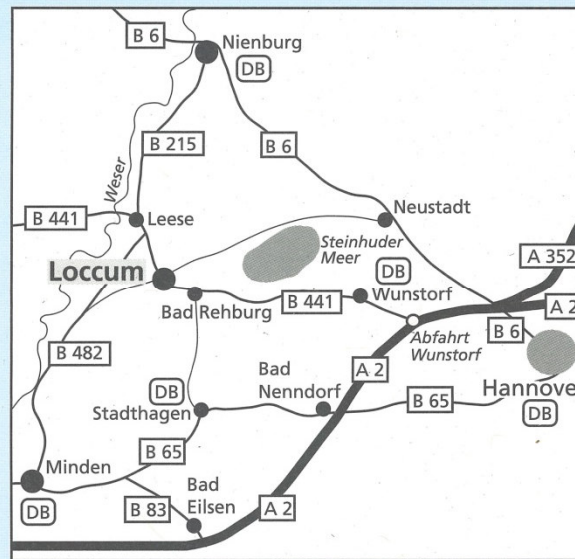 B 6
Nienburg
DB
B 215
B 6
Weser
B 441
Leese
Neustadt
Steinhuder
Meer
A 352
DB
Loccum
Wunstorf
A 2
B 441
Bad Rehburg
B 6
Abfahrt
Wunstorf
B 482
A 2
Bad
Nenndorf
Hannove
DB
Stadthagen
B 65
DB
B 65
Minden
Bad
Eilsen
A 2
DB
B 83